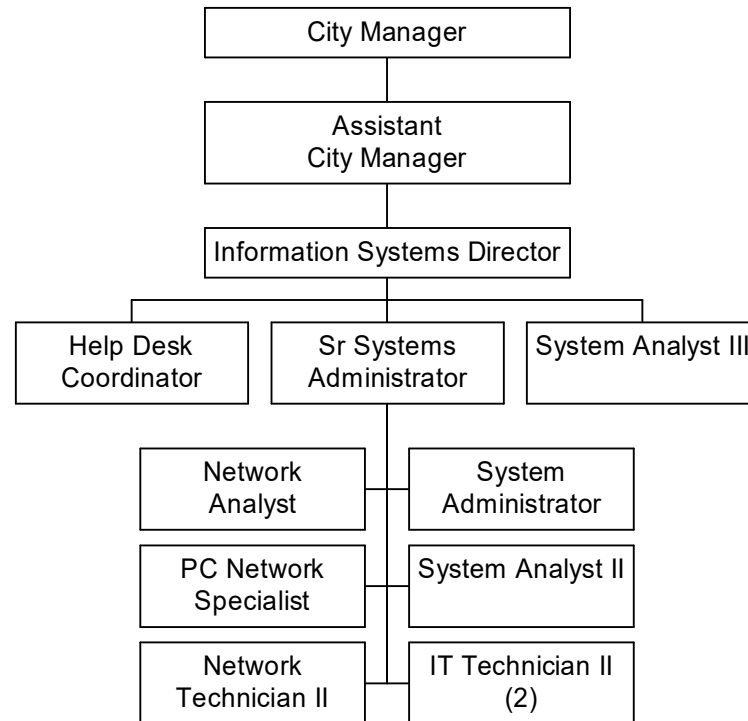 City Manager
Assistant
City Manager
Information Systems Director
Help Desk
Coordinator
Sr Systems
Administrator
System Analyst III
Network
Analyst
System
Administrator
PC Network
Specialist
System Analyst II
Network
Technician II
IT Technician II
(2)